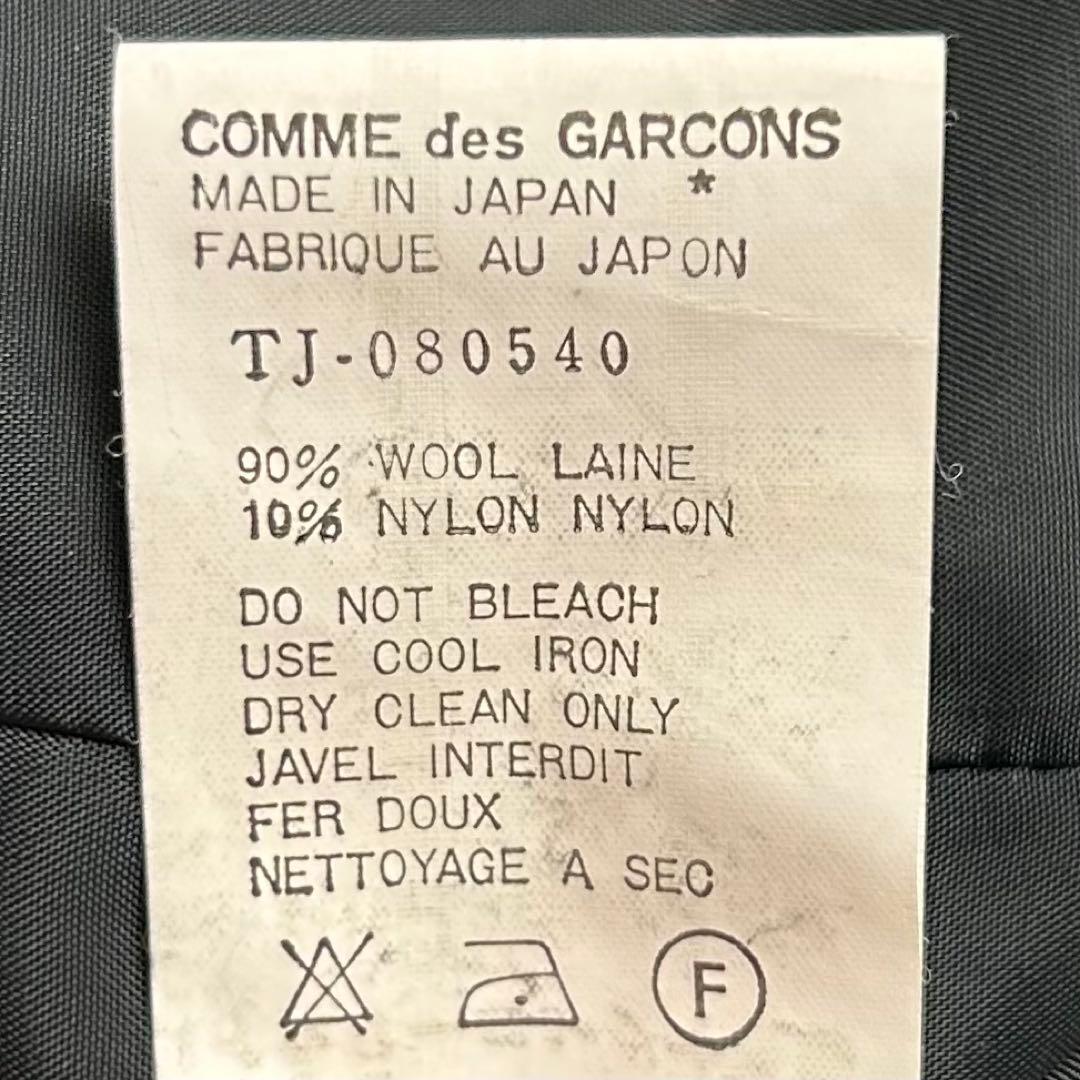 COMME des GARCONS
MADE IN JAPAN *
FABRIQUE AU JAPON
TJ-080540
90% WOOL LAINE
10% NYLON NYLON
DO NOT BLEACH
USE COOL IRON
DRY CLEAN ONLY
JAVEL INTERDIT
FER DOUX
NETTOYAGE A SEC
F